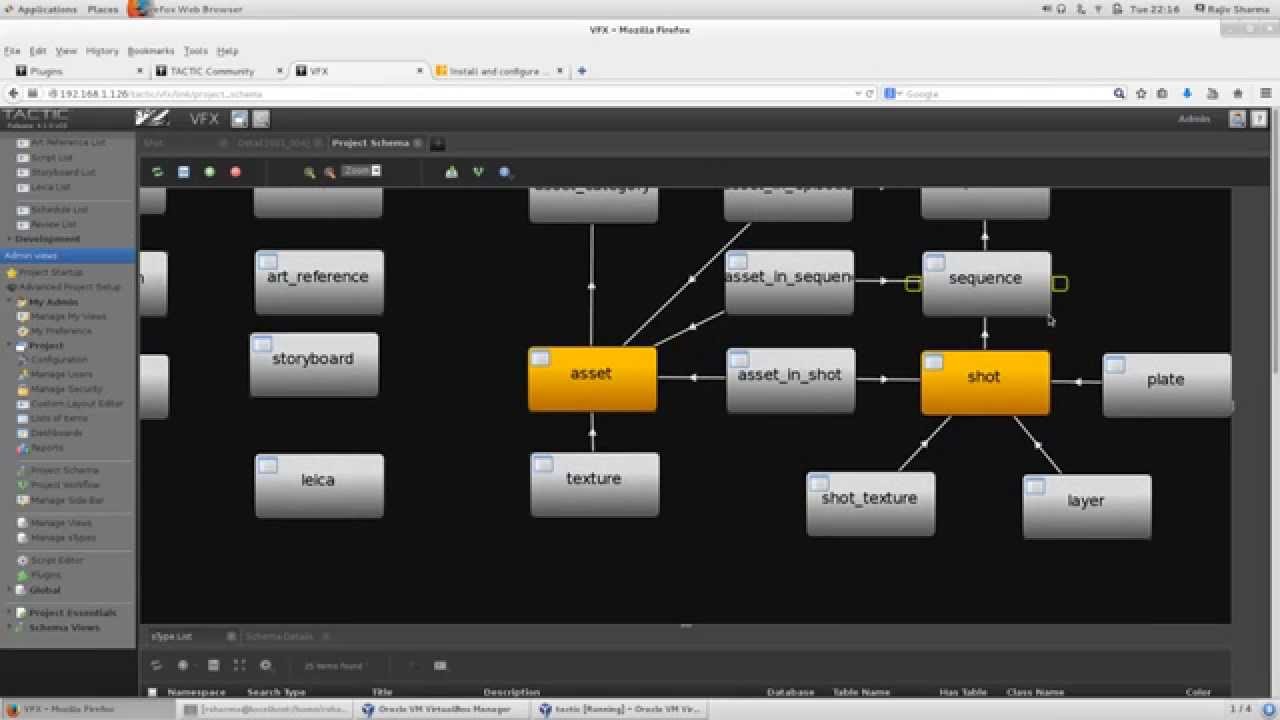 Applications Places Firefox Web Browser Tue 22:16 Rajiv Sharma
VFX - Mozilla Firefox
File Edit View History Bookmarks Tools Help
Plugins TACTIC Community VFX Install and configure ...
192.168.1.126/tactic/vfx/link/project_schema Google
TACTIC VFX Admin
Art Reference List
Script List
Storyboard List
Leica List
Schedule List
Review List
Development
Admin views
Project Startup
Advanced Project Setup
My Admin
Manage My Views
My Preference
Project
Configuration
Manage Users
Manage Security
Custom Layout Editor
Lists of Items
Dashboards
Reports
Project Schema
Project Workflow
Manage Side Bar
Manage Views
Manage sTypes
Script Editor
Plugins
Global
Project Essentials
Schema Views
Shot Detail [001_004] Project Schema
Zoom
asset_category
art_reference
asset_in_sequen
sequence
storyboard
asset
asset_in_shot
shot
plate
leica
texture
shot_texture
layer
sType List Schema Details
25 items found
Namespace Search Type Title Description Database Table Name Has Table Class Name Color
VFX - Mozilla Firefox Oracle VM VirtualBox Manager tactic [Running] - Oracle VM Vir... 1 / 4